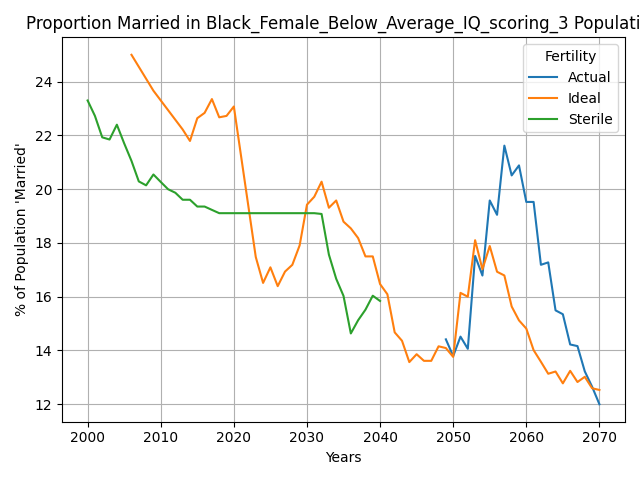 Proportion Married in Black_Female_Below_Average_IQ_scoring_3 Populati
Fertility
Actual
Ideal
Sterile
% of Population 'Married'
24
22
20
18
16
14
12
2000 2010 2020 2030 2040 2050 2060 2070
Years